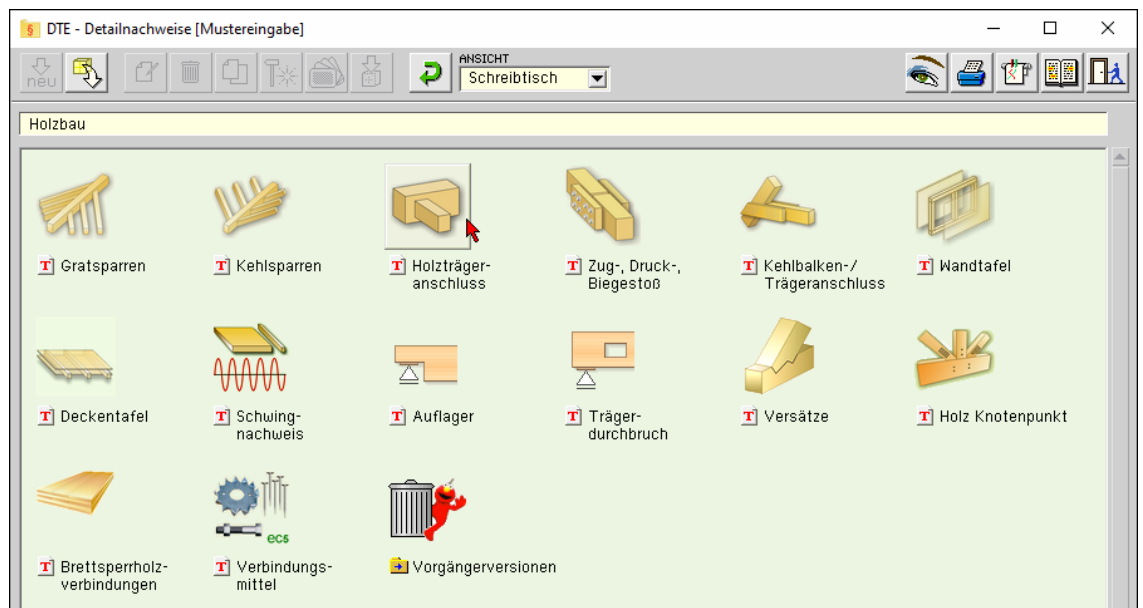 § DTE - Detailnachweise [Mustereingabe]
neu
ANSICHT
Schreibtisch
Holzbau
T Gratsparren
T Kehlsparren
T Holzträger-
anschluss
T Zug-, Druck-,
Biegestoß
T Kehlbalken-/
Trägeranschluss
T Wandtafel
T Deckentafel
T Schwing-
nachweis
T Auflager
T Träger-
durchbruch
T Versätze
T Holz Knotenpunkt
ecs
T Brettsperrholz-
verbindungen
T Verbindungs-
mittel
Vorgängerversionen